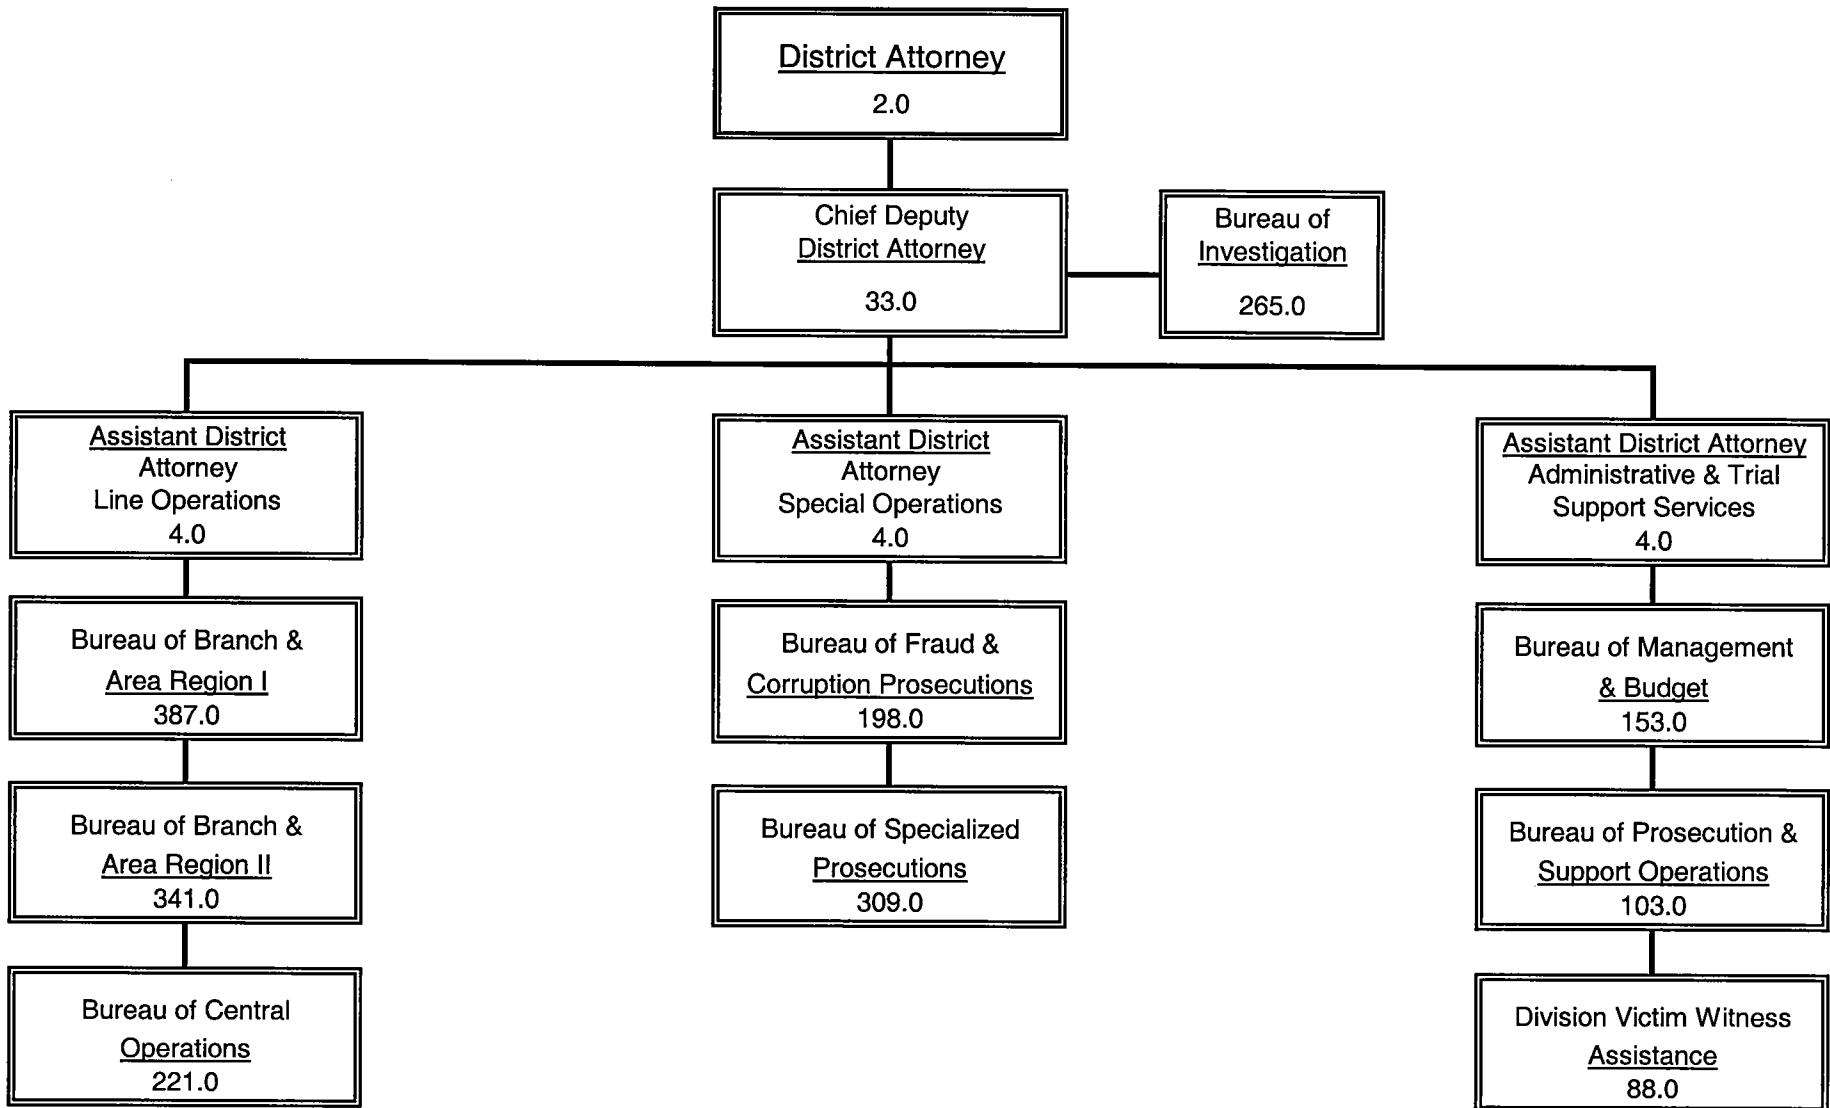 District Attorney
2.0
Chief Deputy
District Attorney
33.0
Bureau of
Investigation
265.0
Assistant District
Attorney
Line Operations
4.0
Assistant District
Attorney
Special Operations
4.0
Assistant District Attorney
Administrative & Trial
Support Services
4.0
Bureau of Branch &
Area Region I
387.0
Bureau of Fraud &
Corruption Prosecutions
198.0
Bureau of Management
& Budget
153.0
Bureau of Branch &
Area Region II
341.0
Bureau of Specialized
Prosecutions
309.0
Bureau of Prosecution &
Support Operations
103.0
Bureau of Central
Operations
221.0
Division Victim Witness
Assistance
88.0